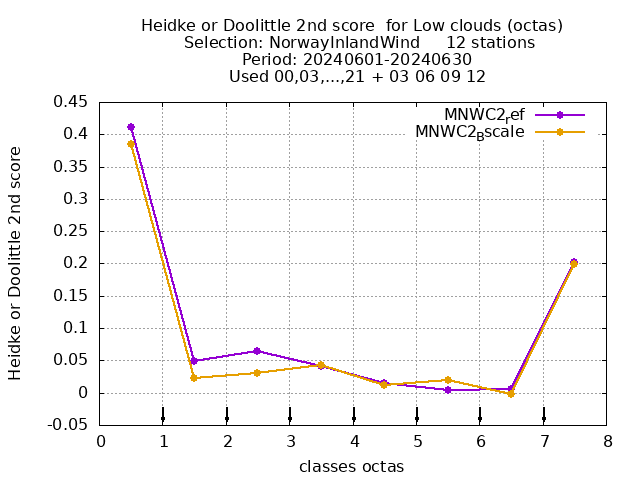 Heidke or Doolittle 2nd score  for Low clouds (octas)
Selection: NorwayInlandWind     12 stations
Period: 20240601-20240630
Used 00,03,...,21 + 03 06 09 12
MNWC2ref
MNWC2Bscale
Heidke or Doolittle 2nd score
0.45
0.4
0.35
0.3
0.25
0.2
0.15
0.1
0.05
0
-0.05
0 1 2 3 4 5 6 7 8
classes octas